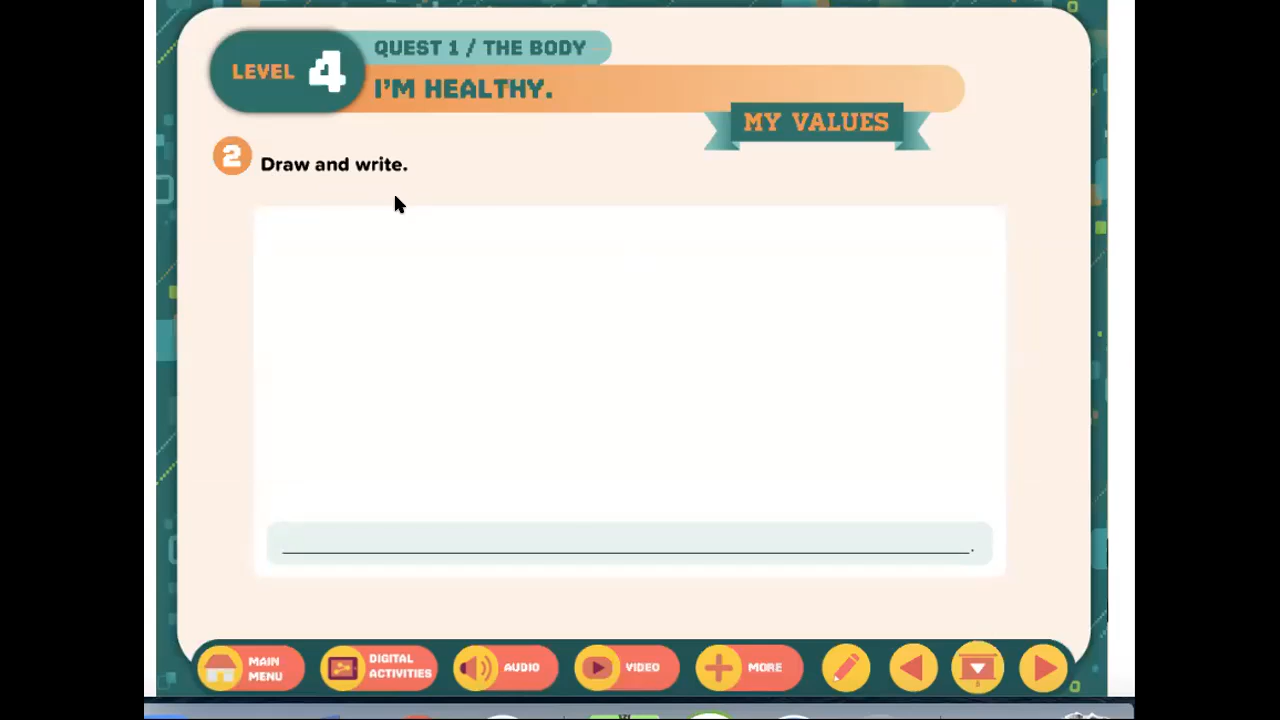 LEVEL 4
QUEST 1 / THE BODY
I'M HEALTHY.
MY VALUES
2 Draw and write.
.
MAIN MENU
DIGITAL ACTIVITIES
AUDIO
VIDEO
MORE